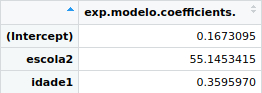 exp.modelo.coefficients.
(Intercept) 0.1673095
escola2 55.1453415
idade1 0.3595970